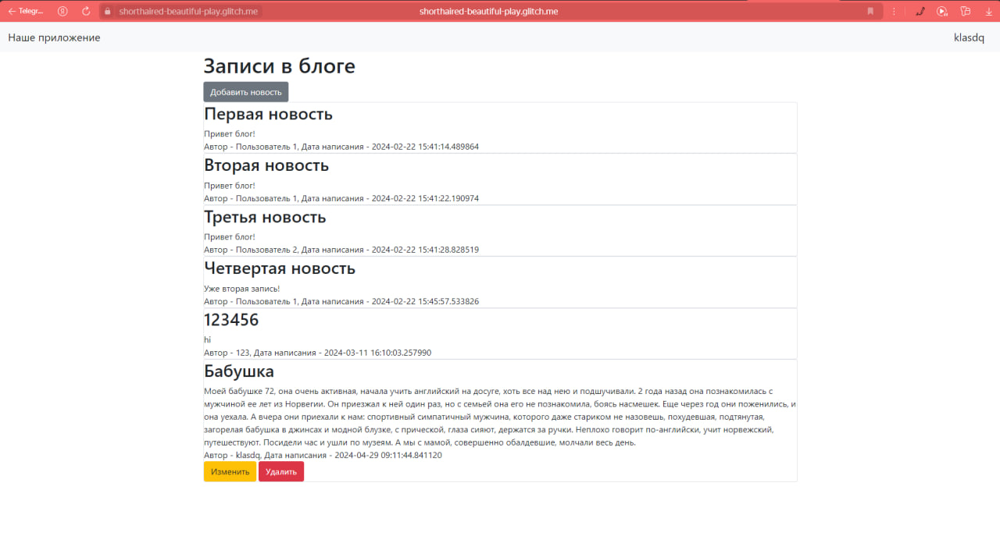 ← Telegr...
shorthaired-beautiful-play.glitch.me
shorthaired-beautiful-play.glitch.me
Наше приложение
klasdq
Записи в блоге
Добавить новость
Первая новость
Привет блог!
Автор - Пользователь 1, Дата написания - 2024-02-22 15:41:14.489864
Вторая новость
Привет блог!
Автор - Пользователь 1, Дата написания - 2024-02-22 15:41:22.190974
Третья новость
Привет блог!
Автор - Пользователь 2, Дата написания - 2024-02-22 15:41:28.828519
Четвертая новость
Уже вторая запись!
Автор - Пользователь 1, Дата написания - 2024-02-22 15:45:57.533826
123456
hi
Автор - 123, Дата написания - 2024-03-11 16:10:03.257990
Бабушка
Моей бабушке 72, она очень активная, начала учить английский на досуге, хоть все над нею и подшучивали. 2 года назад она познакомилась с
мужчиной ее лет из Норвегии. Он приезжал к ней один раз, но с семьей она его не познакомила, боясь насмешек. Еще через год они поженились, и
она уехала. А вчера они приехали к нам: спортивный симпатичный мужчина, которого даже стариком не назовешь, похудевшая, подтянутая,
загорелая бабушка в джинсах и модной блузке, с прической, глаза сияют, держатся за ручки. Неплохо говорит по-английски, учит норвежский,
путешествуют. Посидели час и ушли по музеям. А мы с мамой, совершенно обалдевшие, молчали весь день.
Автор - klasdq, Дата написания - 2024-04-29 09:11:44.841120
Изменить Удалить